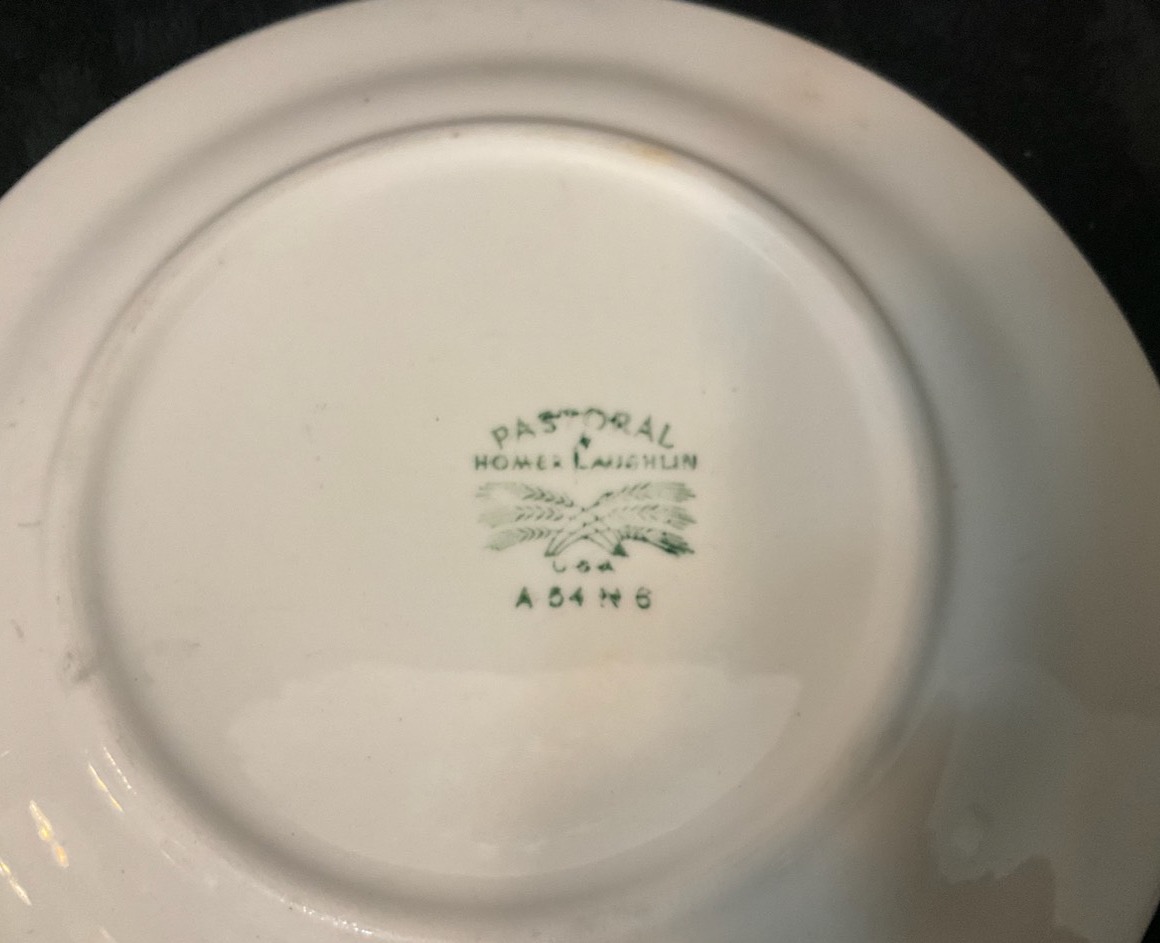 PASTORAL
HOMER LAUGHLIN
USA
A 54 N 6